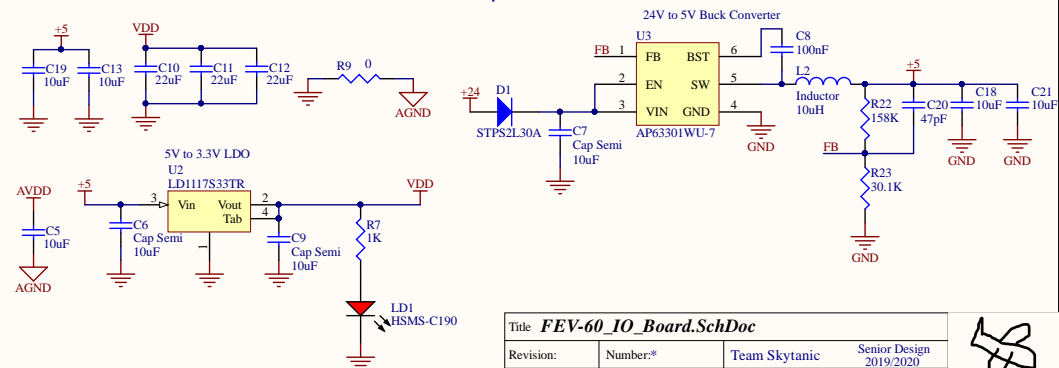 24V to 5V Buck Converter
+5
C19
10uF
C13
10uF
VDD
C10
22uF
C11
22uF
C12
22uF
R9
0
AGND
+24
D1
STPS2L30A
C7
Cap Semi
10uF
U3
FB 1
FB
BST
6
2
EN
SW
5
3
VIN
GND
4
AP63301WU-7
GND
C8
100nF
L2
Inductor
10uH
+5
R22
158K
C20
47pF
C18
10uF
C21
10uF
GND
GND
FB
R23
30.1K
GND
AVDD
C5
10uF
AGND
5V to 3.3V LDO
U2
LD1117S33TR
+5
3
Vin
Vout
2
Tab
4
1
C6
Cap Semi
10uF
C9
Cap Semi
10uF
VDD
R7
1K
LD1
HSMS-C190
Title FEV-60_IO_Board.SchDoc
Revision:
Number:*
Team Skytanic
Senior Design
2019/2020